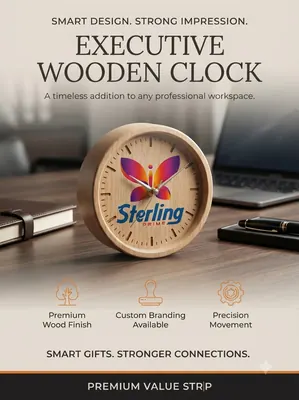 SMART DESIGN. STRONG IMPRESSION.
EXECUTIVE
WOODEN CLOCK
A timeless addition to any professional workspace.
Sterling
PRIME
Premium
Wood Finish
Custom Branding
Available
Precision
Movement
SMART GIFTS. STRONGER CONNECTIONS.
PREMIUM VALUE STRIP